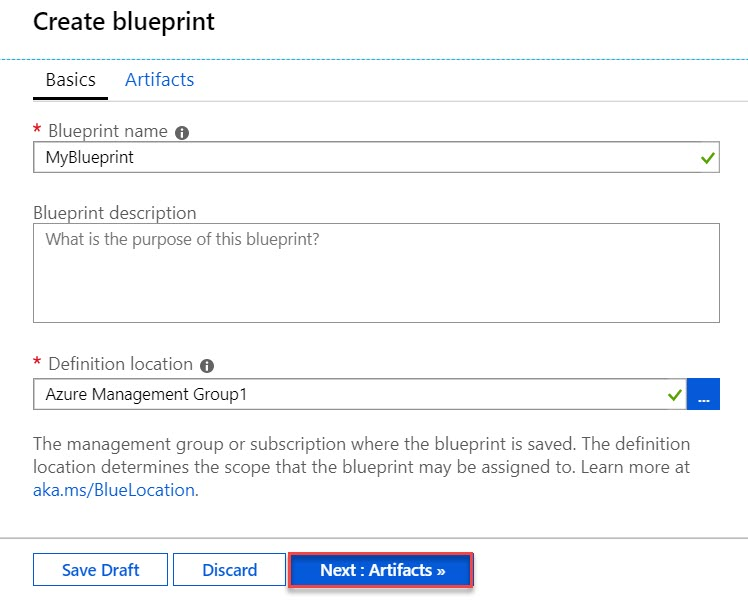 Create blueprint
Basics Artifacts
* Blueprint name i
MyBlueprint
Blueprint description
What is the purpose of this blueprint?
* Definition location i
Azure Management Group1
...
The management group or subscription where the blueprint is saved. The definition
location determines the scope that the blueprint may be assigned to. Learn more at
aka.ms/BlueLocation.
Save Draft Discard Next : Artifacts »